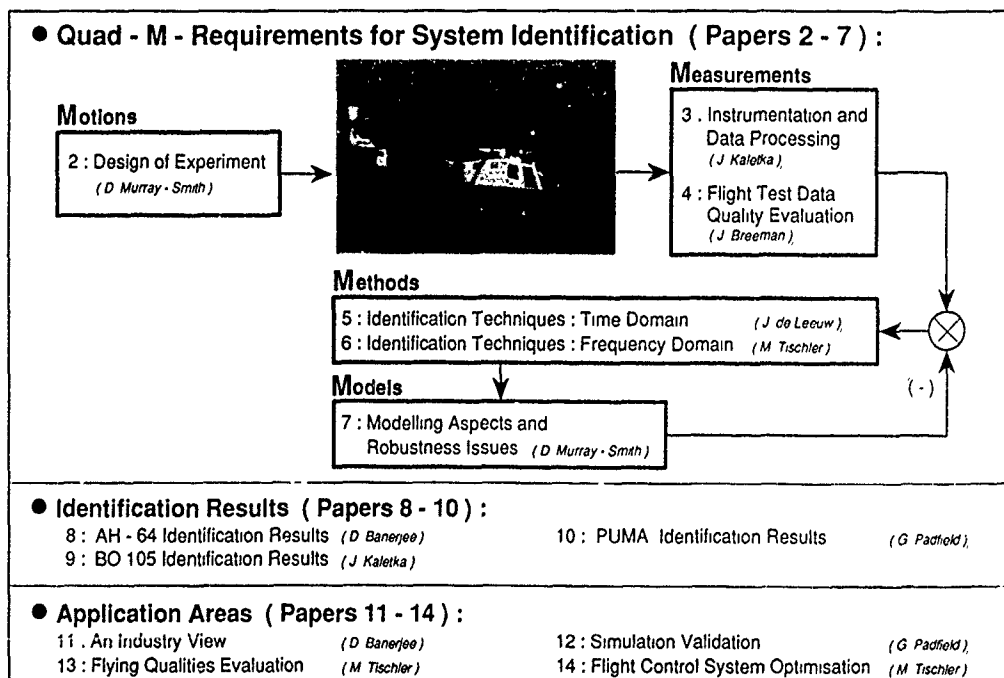 ● Quad - M - Requirements for System Identification ( Papers 2 - 7 ) :
Motions
2 : Design of Experiment
( D Murray - Smith )
Measurements
3 . Instrumentation and
Data Processing
( J Kaletka )
4 : Flight Test Data
Quality Evaluation
( J Breeman )
Methods
5 : Identification Techniques : Time Domain ( J de Leeuw )
6 : Identification Techniques : Frequency Domain ( M Tischler )
( - )
Models
7 : Modelling Aspects and
Robustness Issues ( D Murray - Smith )
● Identification Results ( Papers 8 - 10 ) :
8 : AH - 64 Identification Results ( D Banerjee ) 10 : PUMA Identification Results ( G Padfield )
9 : BO 105 Identification Results ( J Kaletka )
● Application Areas ( Papers 11 - 14 ) :
11 . An Industry View ( D Banerjee ) 12 : Simulation Validation ( G Padfield )
13 : Flying Qualities Evaluation ( M Tischler ) 14 : Flight Control System Optimisation ( M Tischler )